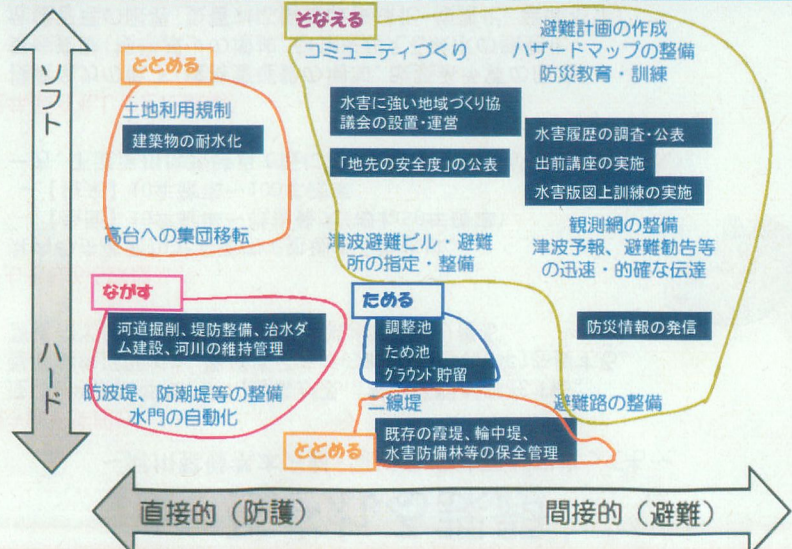 ソフト
ハード
そなえる
コミュニティづくり
避難計画の作成
ハザードマップの整備
防災教育・訓練
水害に強い地域づくり協
議会の設置・運営
「地先の安全度」の公表
水害履歴の調査・公表
出前講座の実施
水害版図上訓練の実施
津波避難ビル・避難
所の指定・整備
観測網の整備
津波予報、避難勧告等
の迅速・的確な伝達
防災情報の発信
避難路の整備
とどめる
土地利用規制
建築物の耐水化
高台への集団移転
ながす
河道掘削、堤防整備、治水ダ
ム建設、河川の維持管理
防波堤、防潮堤等の整備
水門の自動化
ためる
調整池
ため池
グラウンド貯留
二線堤
とどめる
既存の霞堤、輪中堤、
水害防備林等の保全管理
直接的（防護）
間接的（避難）